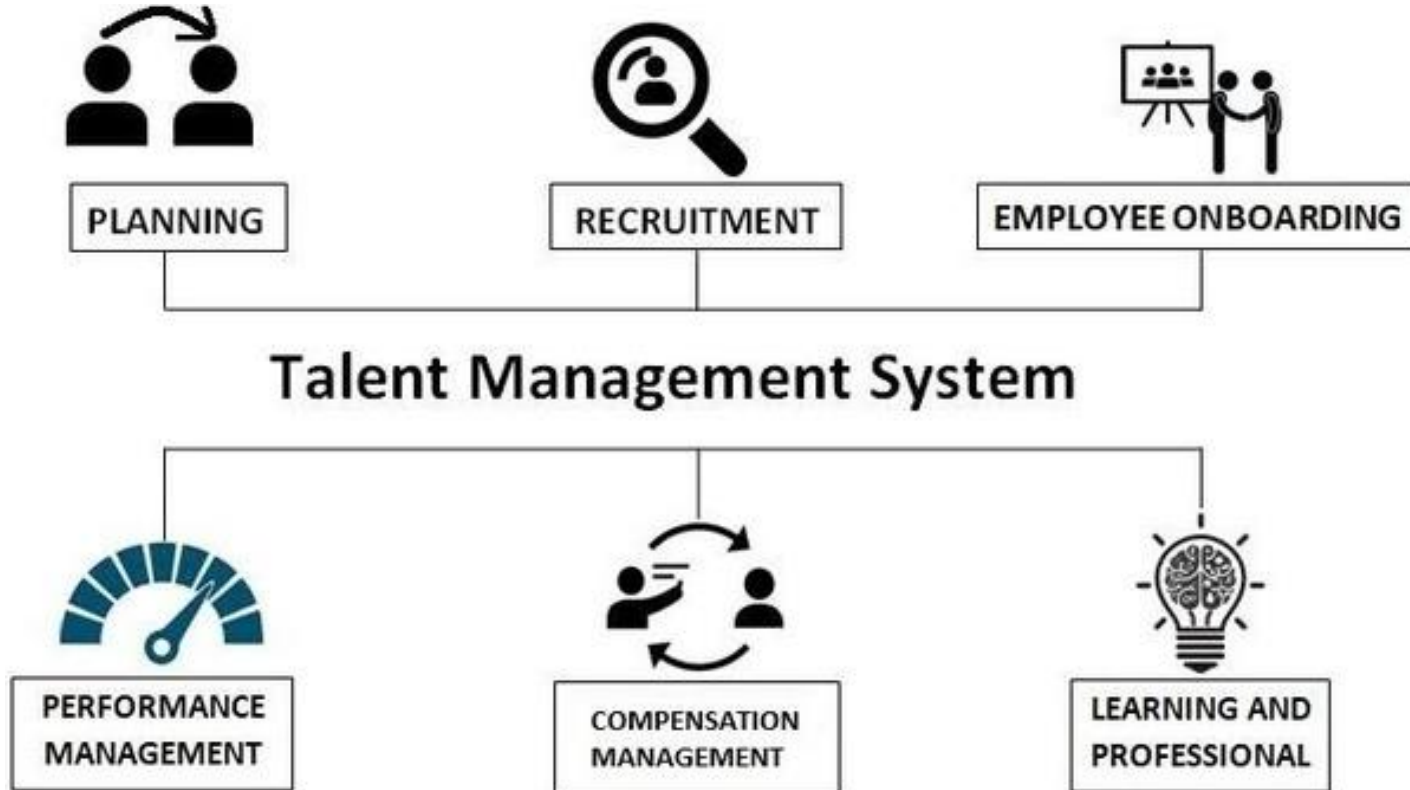 PLANNING
RECRUITMENT
EMPLOYEE ONBOARDING
Talent Management System
PERFORMANCE
MANAGEMENT
COMPENSATION
MANAGEMENT
LEARNING AND
PROFESSIONAL